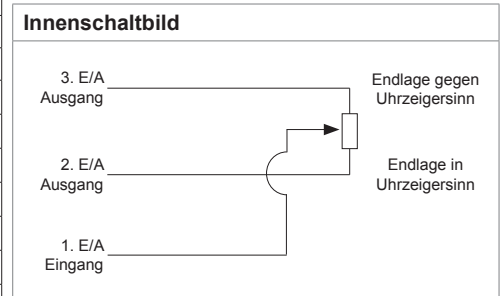 Innenschaltbild
3. E/A
Ausgang
Endlage gegen
Uhrzeigersinn
2. E/A
Ausgang
Endlage in
Uhrzeigersinn
1. E/A
Eingang